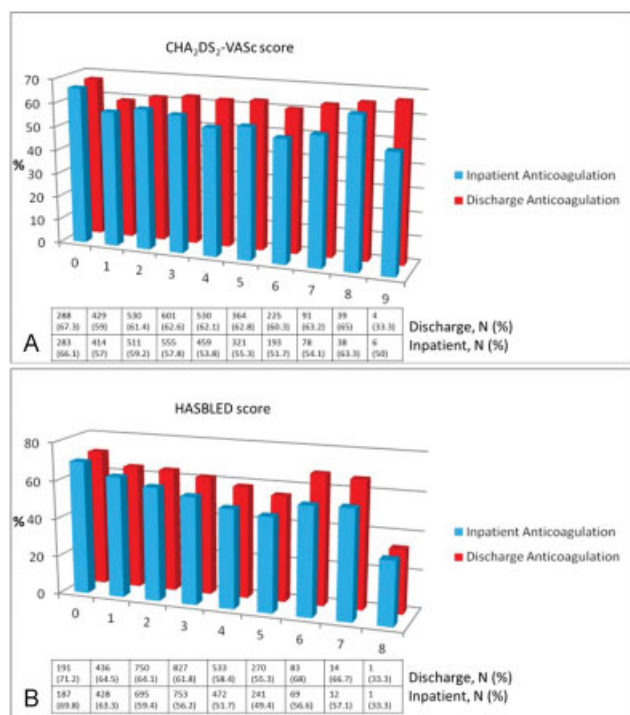 CHA₂DS₂-VASc score
70
60
50
40
30
20
10
0
%
0 1 2 3 4 5 6 7 8 9
Inpatient Anticoagulation
Discharge Anticoagulation
288 429 530 601 530 364 225 91 39 4
(67.3) (59) (61.4) (62.6) (62.1) (62.8) (60.3) (63.2) (65) (33.3)
Discharge, N (%)
283 414 511 555 459 321 193 78 38 6
(66.1) (57) (59.2) (57.8) (53.8) (55.3) (51.7) (54.1) (63.3) (50)
Inpatient, N (%)
A
HASBLED score
80
60
40
20
0
%
0 1 2 3 4 5 6 7 8
Inpatient Anticoagulation
Discharge Anticoagulation
191 436 750 827 533 270 83 14 1
(71.2) (64.5) (64.1) (61.8) (58.4) (55.3) (68) (66.7) (33.3)
Discharge, N (%)
187 428 695 753 472 241 69 12 1
(69.8) (63.3) (59.4) (56.2) (51.7) (49.4) (56.6) (57.1) (33.3)
Inpatient, N (%)
B